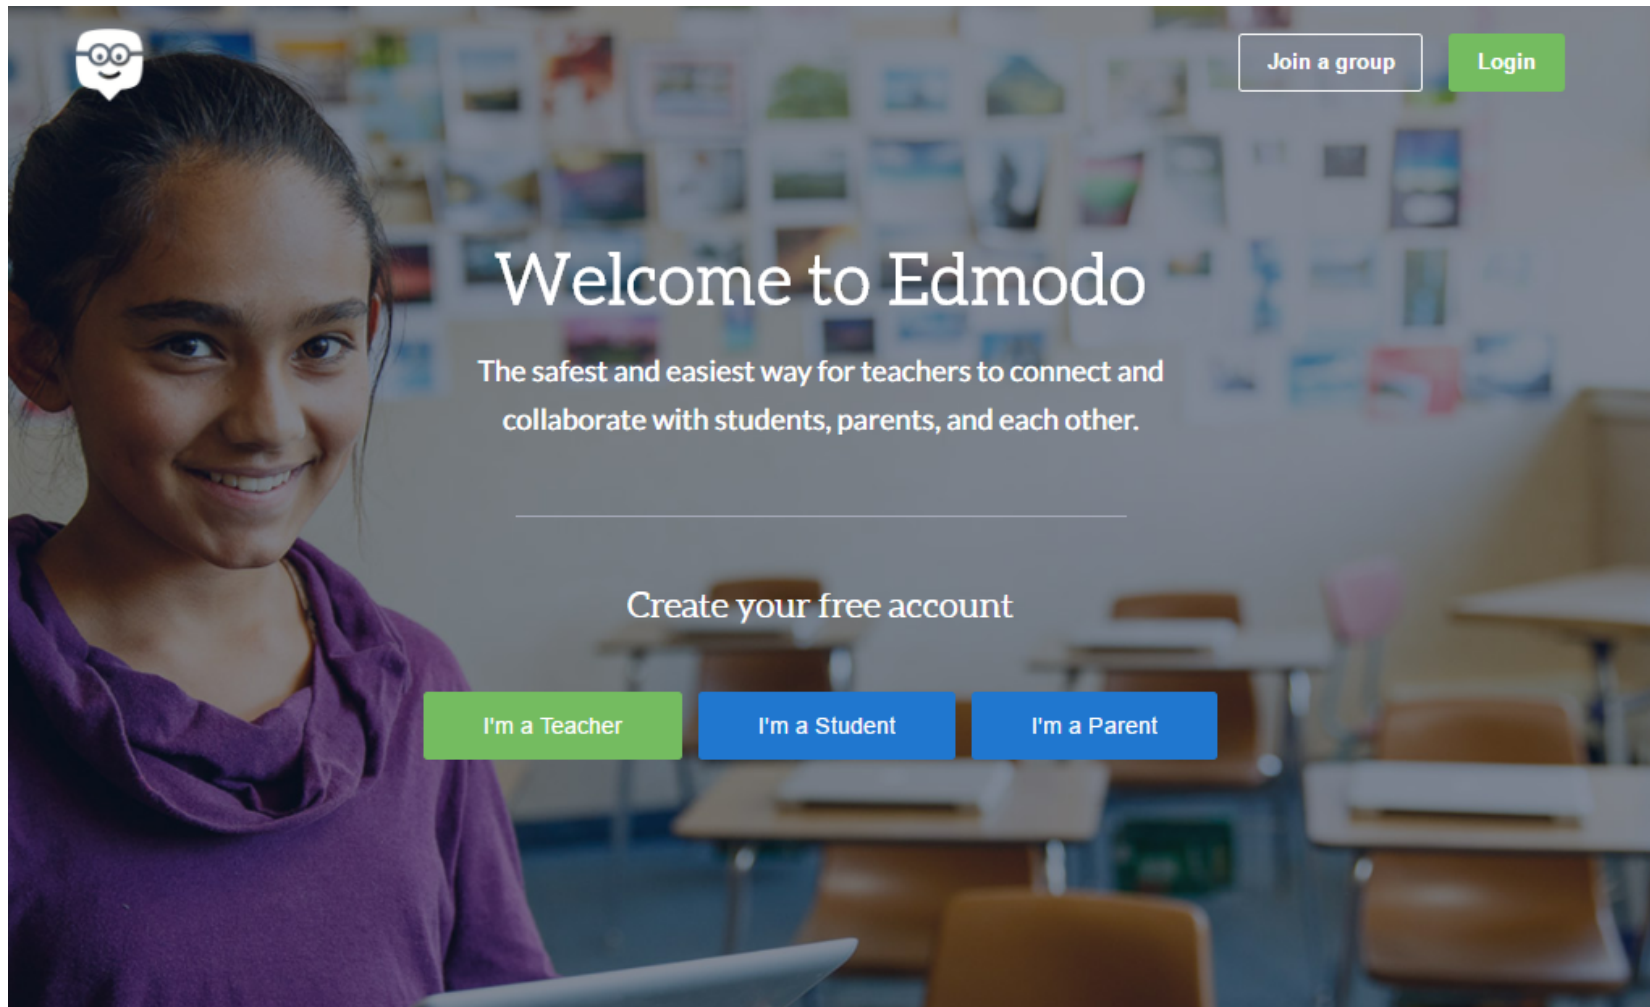 Join a group
Login
Welcome to Edmodo
The safest and easiest way for teachers to connect and
collaborate with students, parents, and each other.
Create your free account
I'm a Teacher
I'm a Student
I'm a Parent